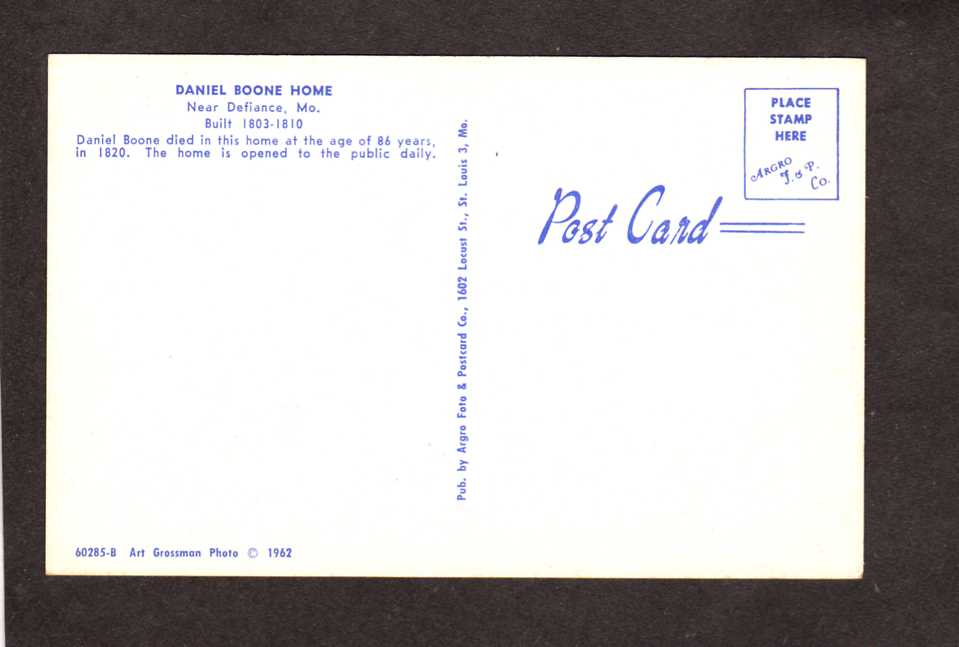 DANIEL BOONE HOME
Near Defiance, Mo.
Built 1803-1810
Daniel Boone died in this home at the age of 86 years,
in 1820. The home is opened to the public daily.
60285-B Art Grossman Photo © 1962
Pub. by Argro Foto & Postcard Co., 1602 Locust St., St. Louis 3, Mo.
PLACE
STAMP
HERE
ARGRO
F. & P.
Co.
Post Card